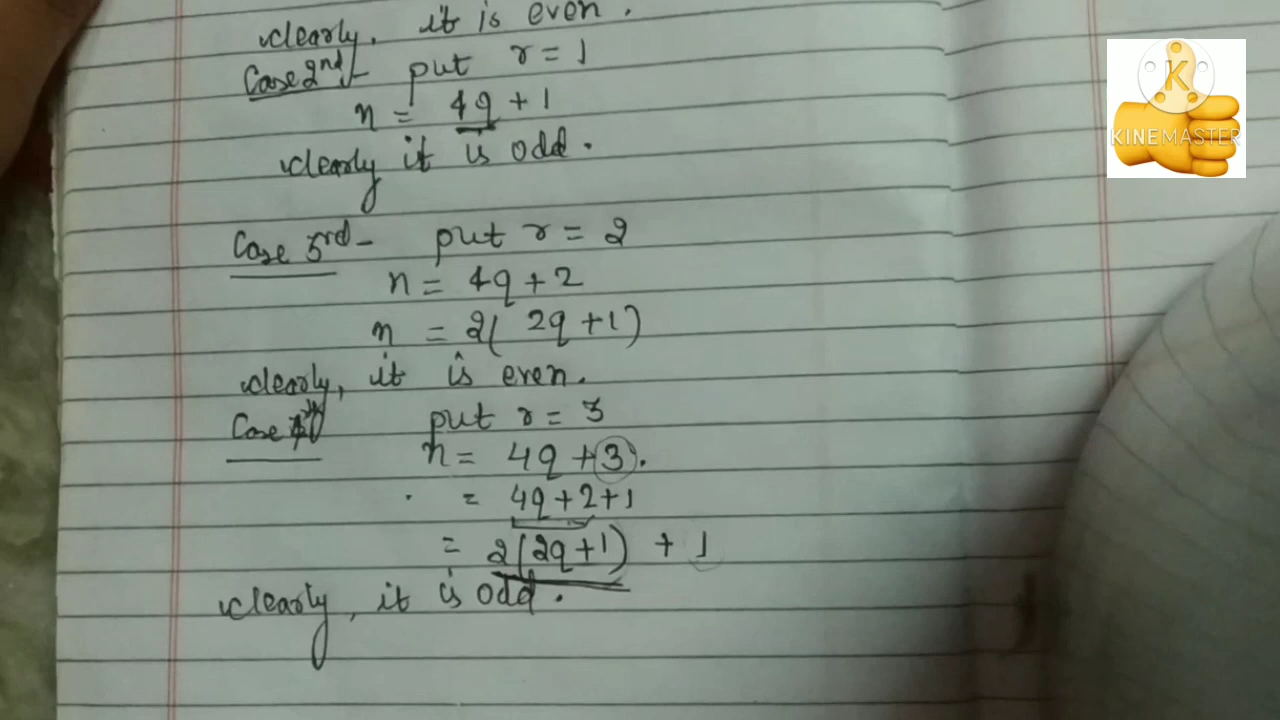 clearly, it is even.
Case 2nd - put r = 1
n = 4q + 1
clearly it is odd.
Case 3rd - put r = 2
n = 4q + 2
n = 2( 2q + 1)
clearly, it is even.
Case put r = 3
n = 4q + 3.
= 4q + 2 + 1
= 2(2q + 1) + 1
clearly, it is odd.
K
KINEMASTER